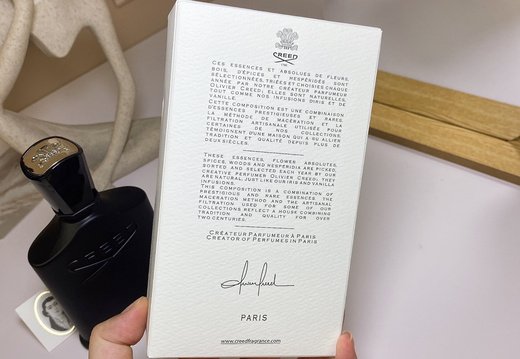 CREED
CES ESSENCES ET ABSOLUES DE FLEURS,
BOIS, D'ÉPICES ET HESPÉRIDÉS SONT
SÉLECTIONNÉES, TRIÉES ET CHOISIES CHAQUE
ANNÉE PAR NOTRE CRÉATEUR PARFUMEUR
OLIVIER CREED, ELLES SONT NATURELLES,
TOUT COMME NOS INFUSIONS D'IRIS ET DE
VANILLE.
CETTE COMPOSITION EST UNE COMBINAISON
D'ESSENCES PRESTIGIEUSES ET RARES.
LA MÉTHODE DE MACÉRATION ET LA
FILTRATION ARTISANALE UTILISÉE POUR
CERTAINES DE NOS COLLECTIONS
TÉMOIGNENT D'UNE MAISON QUI A SU ALLIER
TRADITION ET QUALITÉ DEPUIS PLUS DE
DEUX SIÈCLES.
THESE ESSENCES, FLOWER ABSOLUTES,
SPICES, WOODS AND HESPERIDIA ARE PICKED,
SORTED AND SELECTED EACH YEAR BY OUR
CREATIVE PERFUMER OLIVIER CREED; THEY
ARE NATURAL, JUST LIKE OUR IRIS AND VANILLA
INFUSIONS.
THIS COMPOSITION IS A COMBINATION OF
PRESTIGIOUS AND RARE ESSENCES. THE
MACERATION METHOD AND THE ARTISANAL
FILTRATION USED FOR SOME OF OUR
COLLECTIONS REFLECT A HOUSE COMBINING
TRADITION AND QUALITY FOR OVER
TWO CENTURIES.
CRÉATEUR PARFUMEUR À PARIS
CREATOR OF PERFUMES IN PARIS
PARIS
www.creedfragrance.com
CREED